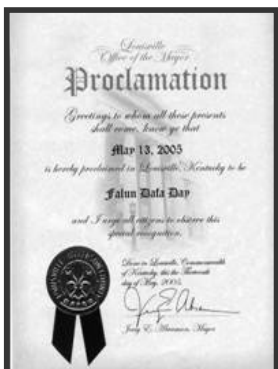 Louisville
Office of the Mayor
Proclamation
Greetings to whom all these presents
shall come, know ye that
May 13, 2005
is hereby proclaimed in Louisville, Kentucky to be
Falun Dafa Day
and I urge all citizens to observe this
special recognition.
Done in Louisville, Commonwealth
of Kentucky, this the Thirteenth
day of May, 2005.
Jerry E. Abramson, Mayor